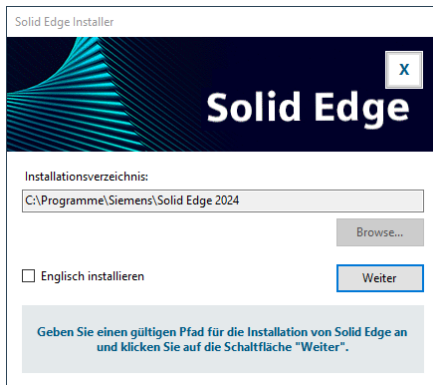 Solid Edge Installer
X
Solid Edge
Installationsverzeichnis:
C:\Programme\Siemens\Solid Edge 2024
Browse...
Englisch installieren
Weiter
Geben Sie einen gültigen Pfad für die Installation von Solid Edge an
und klicken Sie auf die Schaltfläche "Weiter".